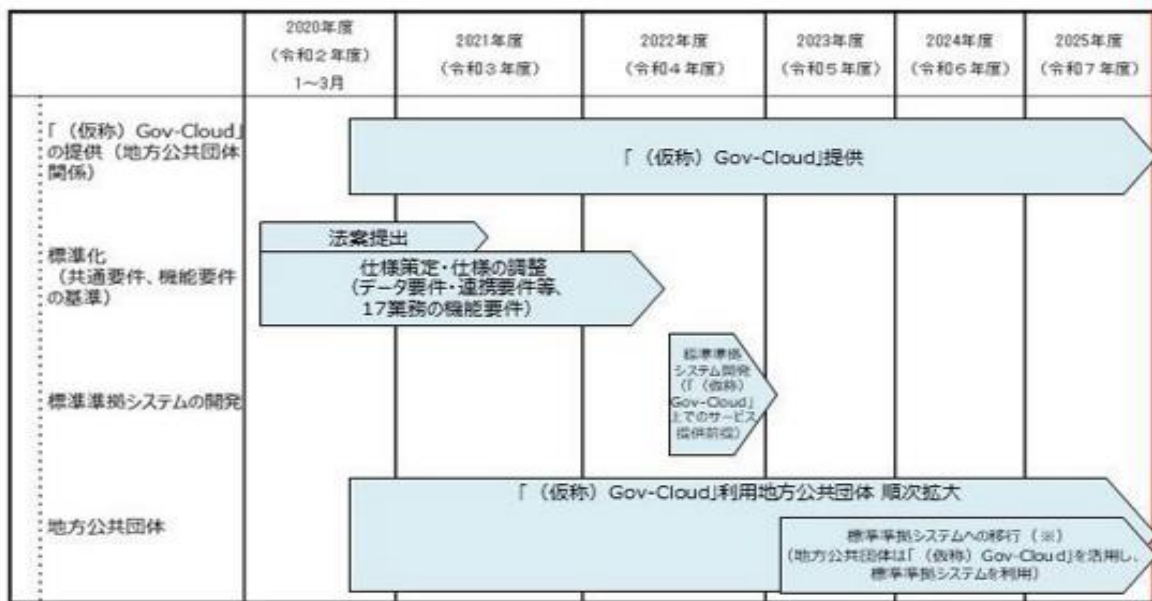 2020年度
(令和2年度)
1~3月
2021年度
(令和3年度)
2022年度
(令和4年度)
2023年度
(令和5年度)
2024年度
(令和6年度)
2025年度
(令和7年度)
「(仮称)Gov-Cloud」
の提供(地方公共団体
関係)
「(仮称)Gov-Cloud」提供
標準化
(共通要件、機能要件
の基準)
法案提出
仕様策定・仕様の調整
(データ要件・連携要件等、
17業務の機能要件)
標準準拠システムの開発
標準準拠
システム開発
(「(仮称)
Gov-Cloud」
上でのサービス
提供前提)
地方公共団体
「(仮称)Gov-Cloud」利用地方公共団体 順次拡大
標準準拠システムへの移行(※)
(地方公共団体は「(仮称)Gov-Cloud」を活用し、
標準準拠システムを利用)